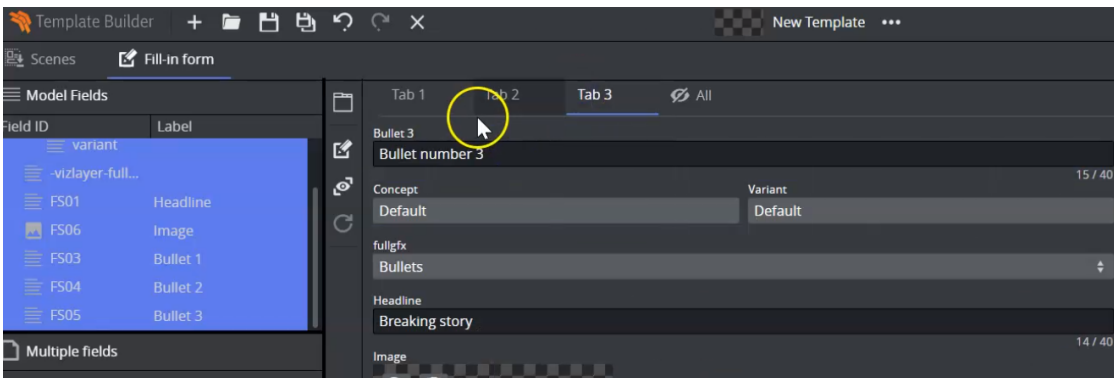 Template Builder New Template
Scenes Fill-in form
Model Fields
Field ID Label
variant
-vizlayer-full...
FS01 Headline
FS06 Image
FS03 Bullet 1
FS04 Bullet 2
FS05 Bullet 3
Multiple fields
Tab 1 Tab 2 Tab 3 All
Bullet 3
Bullet number 3
15 / 40
Concept Variant
Default Default
fullgfx
Bullets
Headline
Breaking story
14 / 40
Image